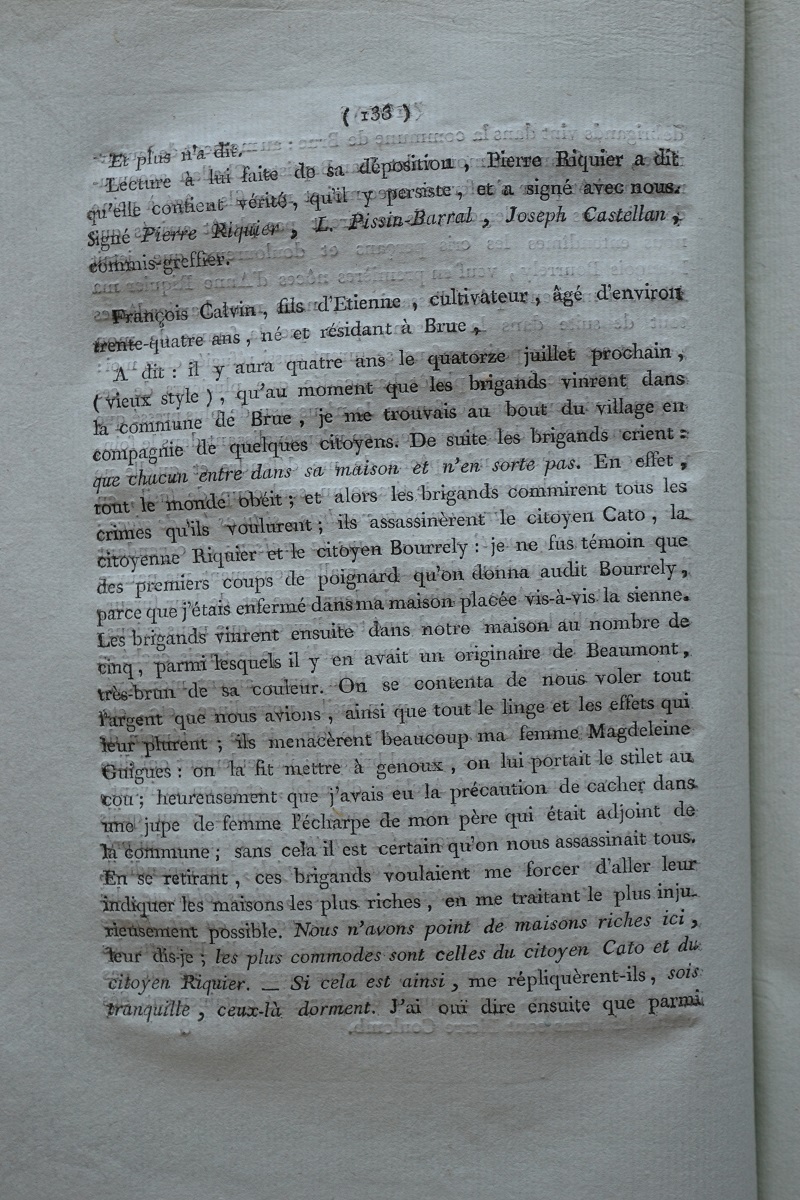 ( 133 )
Et plus n'a dit.
Lecture à lui faite de sa déposition, Pierre Riquier a dit
qu'elle contient vérité, qu'il y persiste, et a signé avec nous.
Signé Pierre Riquier, L. Pissin-Barral, Joseph Castellan,
commis-greffier.
François Calvin, fils d'Etienne, cultivateur, âgé d'environ
trente-quatre ans, né et résidant à Brue,
A dit : il y aura quatre ans le quatorze juillet prochain,
(vieux style), qu'au moment que les brigands vinrent dans
la commune de Brue, je me trouvais au bout du village en
compagnie de quelques citoyens. De suite les brigands crient :
que chacun entre dans sa maison et n'en sorte pas. En effet,
tout le monde obéit ; et alors les brigands commirent tous les
crimes qu'ils voulurent ; ils assassinèrent le citoyen Cato, la
citoyenne Riquier et le citoyen Bourrely : je ne fus témoin que
des premiers coups de poignard qu'on donna audit Bourrely,
parce que j'étais enfermé dans ma maison placée vis-à-vis la sienne.
Les brigands vinrent ensuite dans notre maison au nombre de
cinq, parmi lesquels il y en avait un originaire de Beaumont,
très-brun de sa couleur. On se contenta de nous voler tout
l'argent que nous avions, ainsi que tout le linge et les effets qui
leur plurent ; ils menacèrent beaucoup ma femme Magdeleine
Guigues : on la fit mettre à genoux, on lui portait le stilet au
cou ; heureusement que j'avais eu la précaution de cacher dans
une jupe de femme l'écharpe de mon père qui était adjoint de
la commune ; sans cela il est certain qu'on nous assassinait tous.
En se retirant, ces brigands voulaient me forcer d'aller leur
indiquer les maisons les plus riches, en me traitant le plus inju-
rieusement possible. Nous n'avons point de maisons riches ici,
leur dis-je ; les plus commodes sont celles du citoyen Cato et du
citoyen Riquier. — Si cela est ainsi, me répliquèrent-ils, sois
tranquille, ceux-là dorment. J'ai ouï dire ensuite que parmi